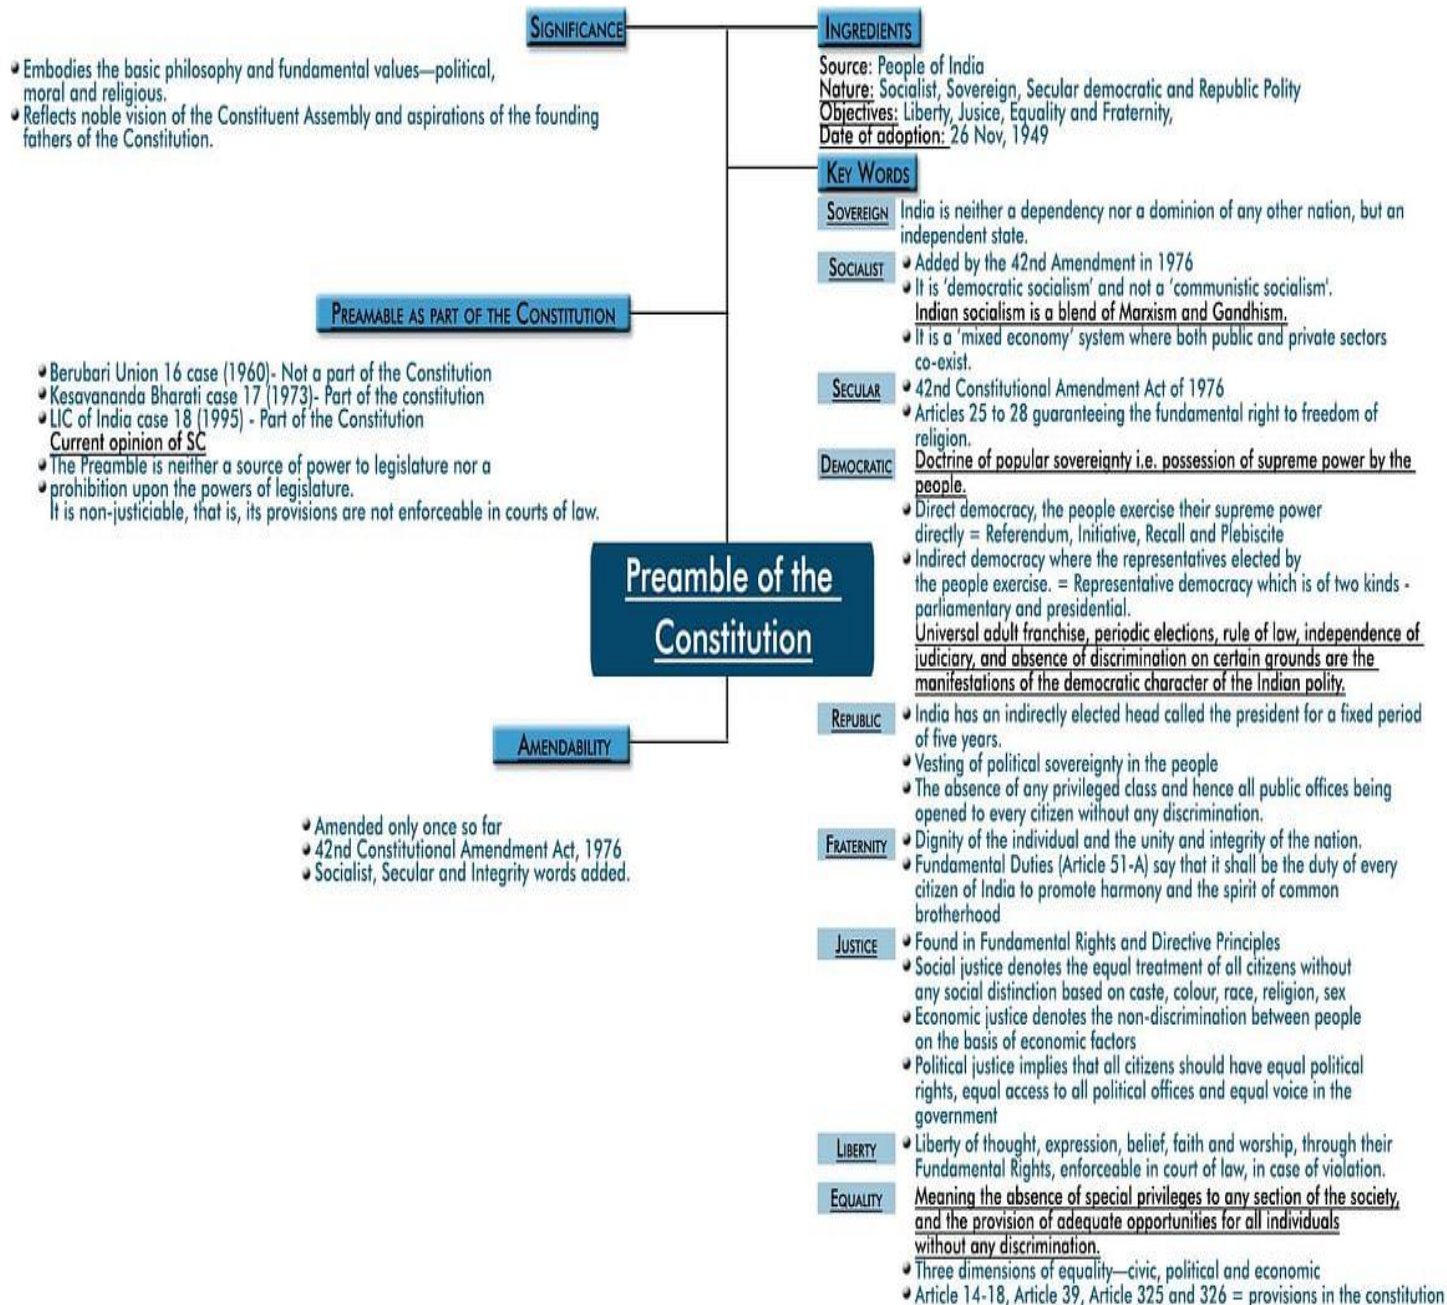 SIGNIFICANCE
Embodies the basic philosophy and fundamental values—political,
moral and religious.
Reflects noble vision of the Constituent Assembly and aspirations of the founding
fathers of the Constitution.
PREAMABLE AS PART OF THE CONSTITUTION
Berubari Union 16 case (1960)- Not a part of the Constitution
Kesavananda Bharati case 17 (1973)- Part of the constitution
LIC of India case 18 (1995) - Part of the Constitution
Current opinion of SC
The Preamble is neither a source of power to legislature nor a
prohibition upon the powers of legislature.
It is non-justiciable, that is, its provisions are not enforceable in courts of law.
Preamble of the
Constitution
AMENDABILITY
Amended only once so far
42nd Constitutional Amendment Act, 1976
Socialist, Secular and Integrity words added.
INGREDIENTS
Source: People of India
Nature: Socialist, Sovereign, Secular democratic and Republic Polity
Objectives: Liberty, Jusice, Equality and Fraternity,
Date of adoption: 26 Nov, 1949
KEY WORDS
SOVEREIGN India is neither a dependency nor a dominion of any other nation, but an
independent state.
SOCIALIST Added by the 42nd Amendment in 1976
It is 'democratic socialism' and not a 'communistic socialism'.
Indian socialism is a blend of Marxism and Gandhism.
It is a 'mixed economy' system where both public and private sectors
co-exist.
SECULAR 42nd Constitutional Amendment Act of 1976
Articles 25 to 28 guaranteeing the fundamental right to freedom of
religion.
DEMOCRATIC Doctrine of popular sovereignty i.e. possession of supreme power by the
people.
Direct democracy, the people exercise their supreme power
directly = Referendum, Initiative, Recall and Plebiscite
Indirect democracy where the representatives elected by
the people exercise. = Representative democracy which is of two kinds -
parliamentary and presidential.
Universal adult franchise, periodic elections, rule of law, independence of
judiciary, and absence of discrimination on certain grounds are the
manifestations of the democratic character of the Indian polity.
REPUBLIC India has an indirectly elected head called the president for a fixed period
of five years.
Vesting of political sovereignty in the people
The absence of any privileged class and hence all public offices being
opened to every citizen without any discrimination.
FRATERNITY Dignity of the individual and the unity and integrity of the nation.
Fundamental Duties (Article 51-A) say that it shall be the duty of every
citizen of India to promote harmony and the spirit of common
brotherhood
JUSTICE Found in Fundamental Rights and Directive Principles
Social justice denotes the equal treatment of all citizens without
any social distinction based on caste, colour, race, religion, sex
Economic justice denotes the non-discrimination between people
on the basis of economic factors
Political justice implies that all citizens should have equal political
rights, equal access to all political offices and equal voice in the
government
LIBERTY Liberty of thought, expression, belief, faith and worship, through their
Fundamental Rights, enforceable in court of law, in case of violation.
EQUALITY Meaning the absence of special privileges to any section of the society,
and the provision of adequate opportunities for all individuals
without any discrimination.
Three dimensions of equality—civic, political and economic
Article 14-18, Article 39, Article 325 and 326 = provisions in the constitution